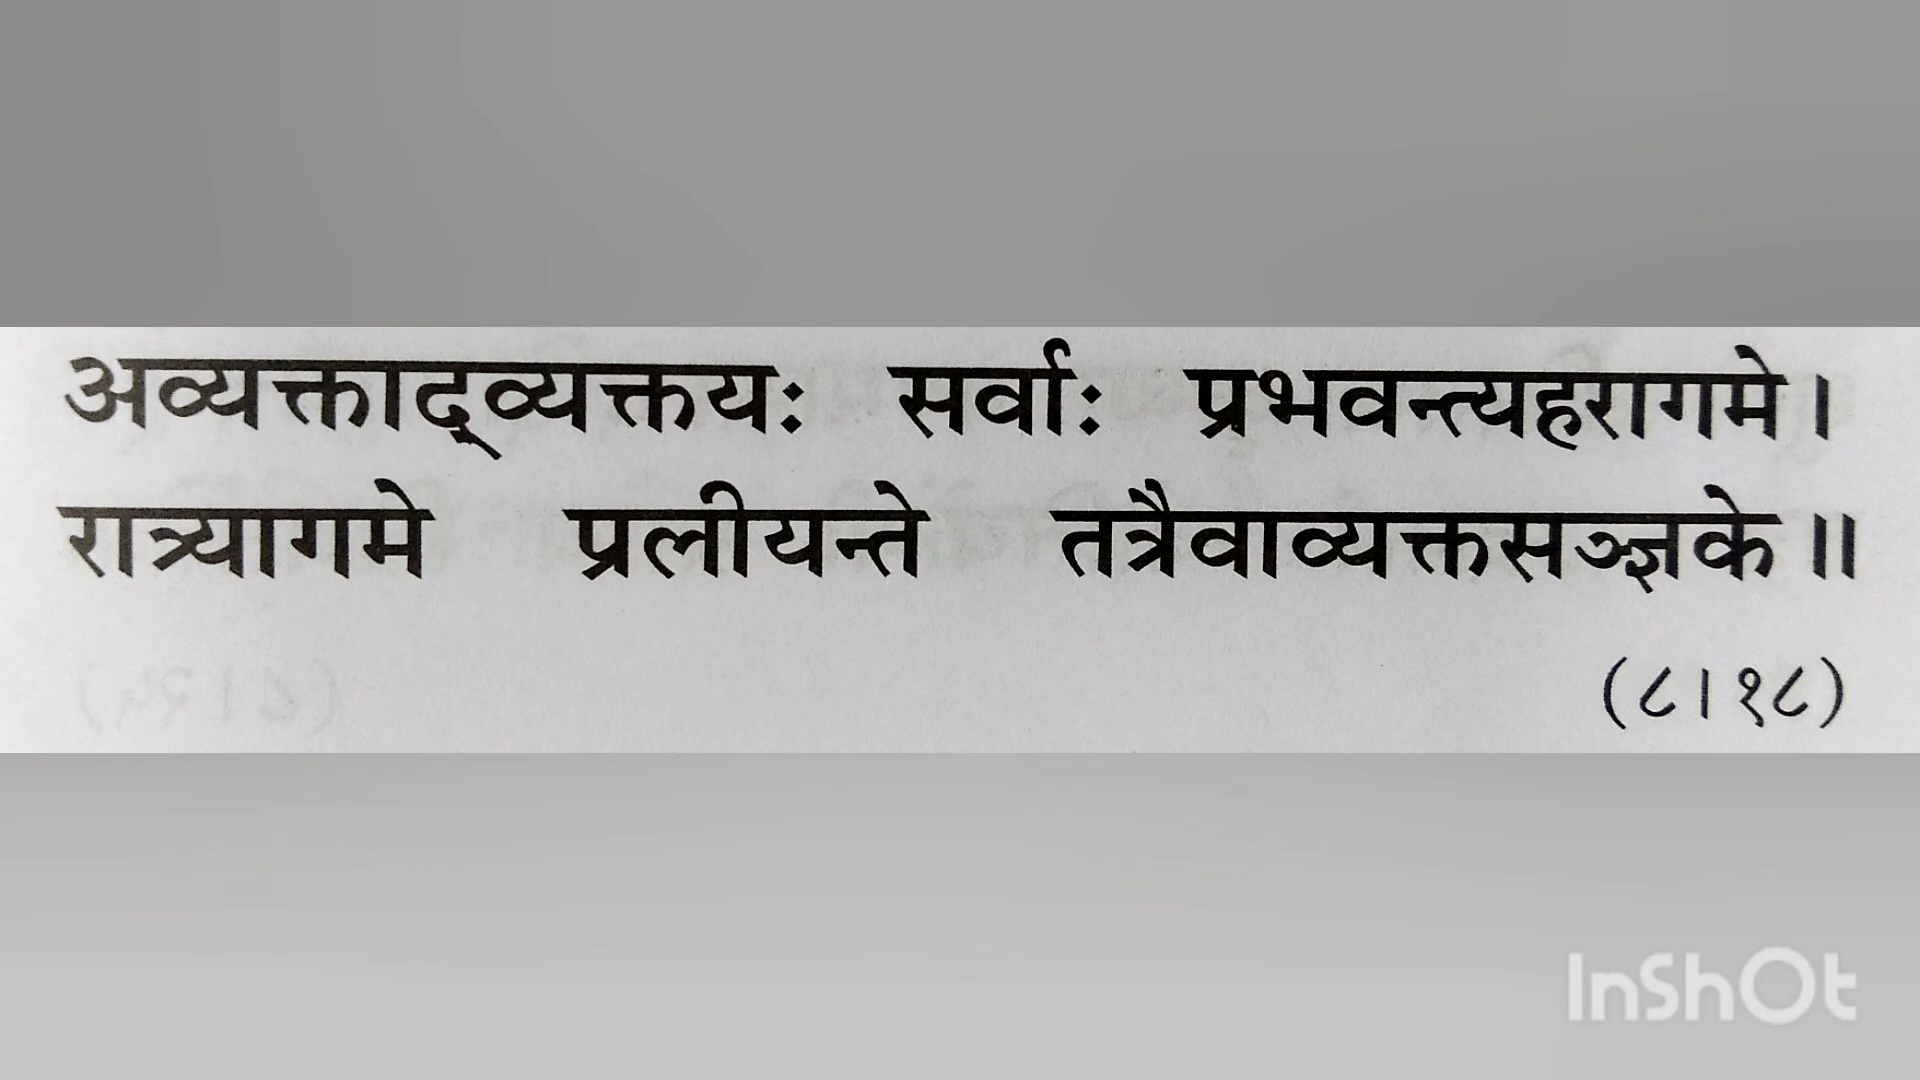 अव्यक्ताद्‌व्यक्तयः सर्वाः प्रभवन्त्यहरागमे।
रात्र्यागमे प्रलीयन्ते तत्रैवाव्यक्तसञ्ज्ञके॥
(८।१८)
InShOt